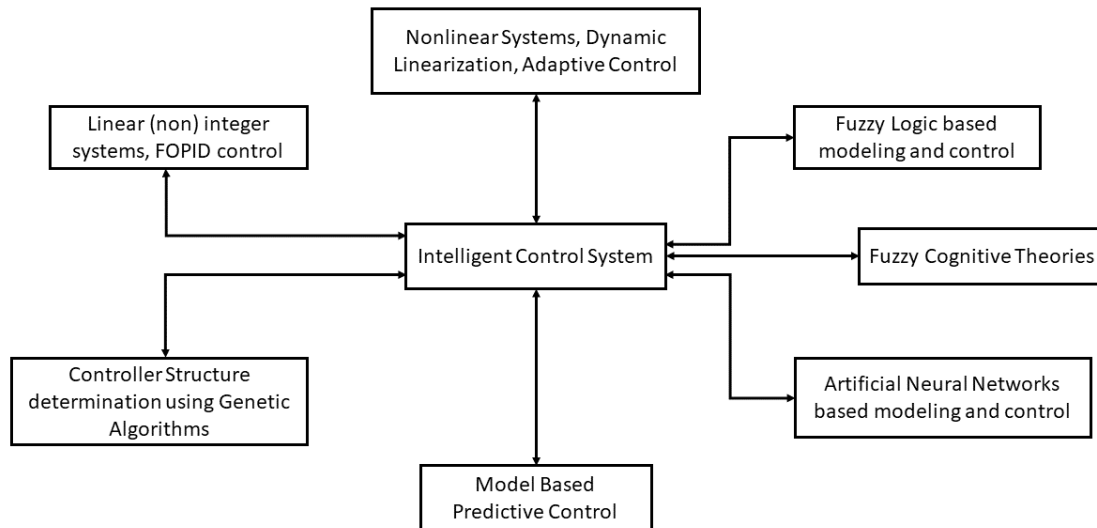 Nonlinear Systems, Dynamic
Linearization, Adaptive Control
Linear (non) integer
systems, FOPID control
Fuzzy Logic based
modeling and control
Intelligent Control System
Fuzzy Cognitive Theories
Controller Structure
determination using Genetic
Algorithms
Artificial Neural Networks
based modeling and control
Model Based
Predictive Control